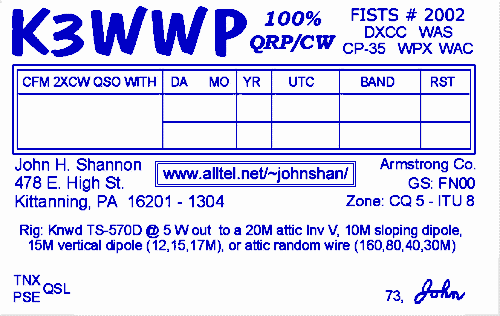 K3WWP 100% QRP/CW
FISTS # 2002
DXCC WAS
CP-35 WPX WAC
CFM 2XCW QSO WITH DA MO YR UTC BAND RST
John H. Shannon
478 E. High St.
Kittanning, PA 16201 - 1304
www.alltel.net/~johnshan/
Armstrong Co.
GS: FN00
Zone: CQ 5 - ITU 8
Rig: Knwd TS-570D @ 5 W out to a 20M attic Inv V, 10M sloping dipole,
15M vertical dipole (12,15,17M), or attic random wire (160,80,40,30M)
TNX
PSE QSL
73, John